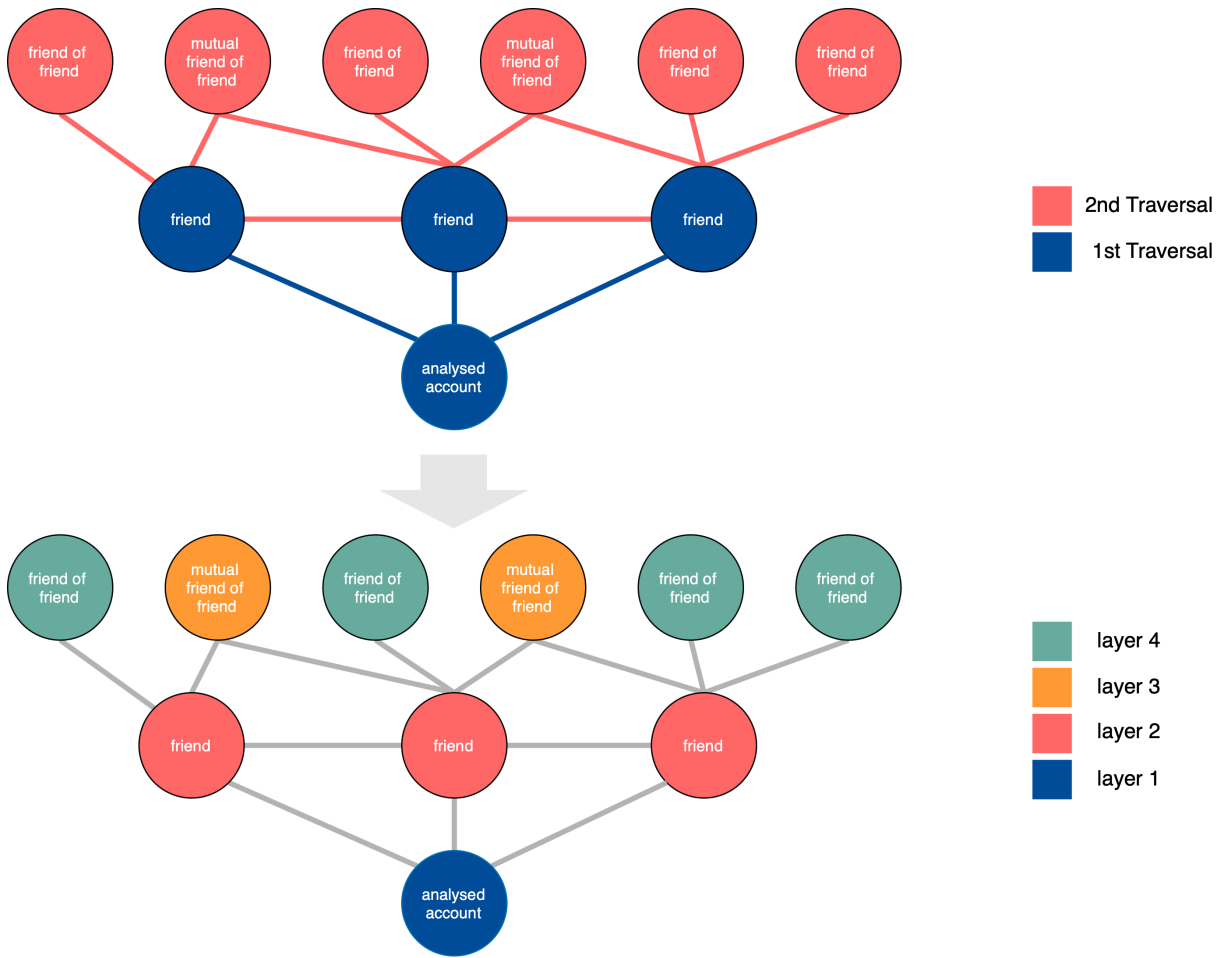 friend of
friend
mutual
friend of
friend
friend of
friend
mutual
friend of
friend
friend of
friend
friend of
friend
friend
friend
friend
2nd Traversal
1st Traversal
analysed
account
friend of
friend
mutual
friend of
friend
friend of
friend
mutual
friend of
friend
friend of
friend
friend of
friend
layer 4
layer 3
layer 2
layer 1
friend
friend
friend
analysed
account